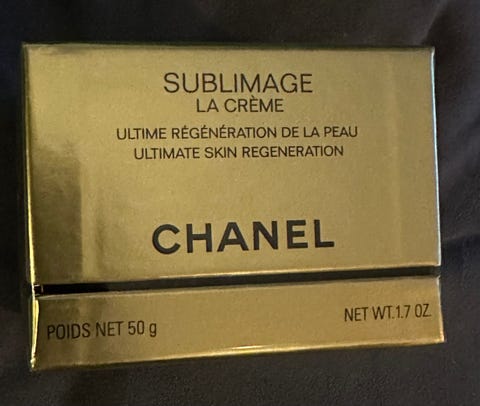 SUBLIMAGE
LA CRÈME
ULTIME RÉGÉNÉRATION DE LA PEAU
ULTIMATE SKIN REGENERATION
CHANEL
POIDS NET 50 g
NET WT.1.7 OZ.